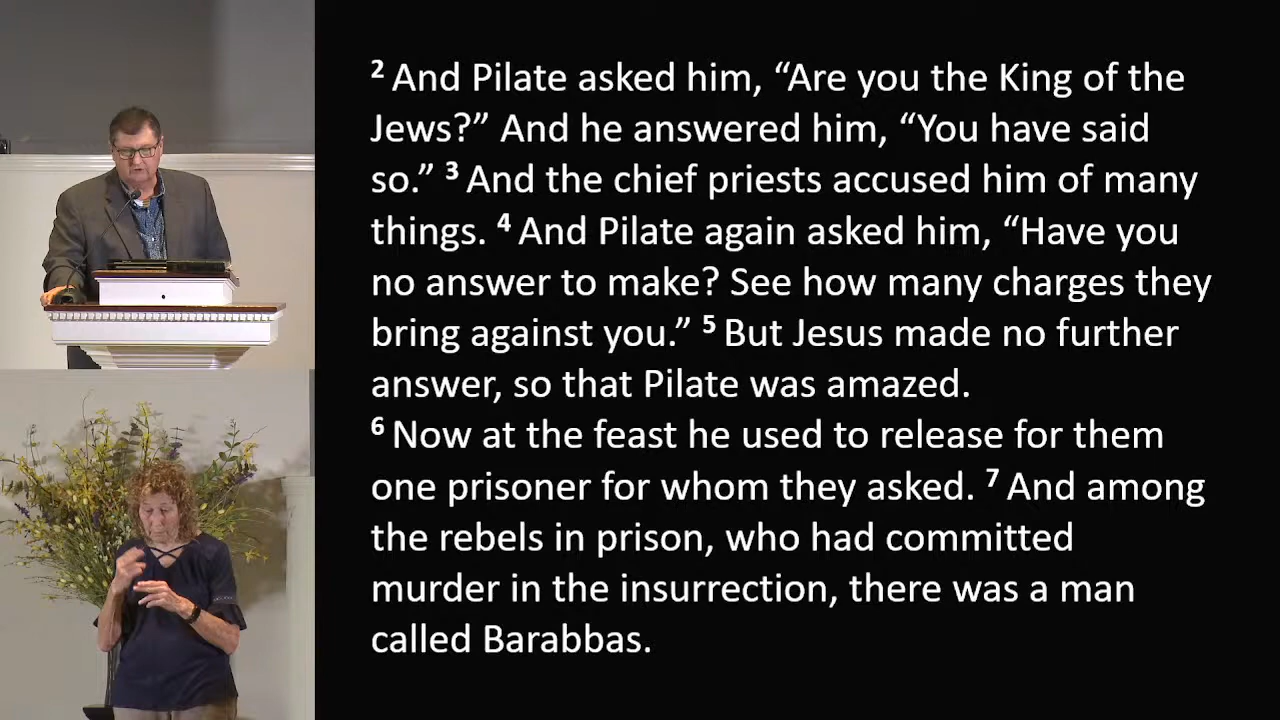 2 And Pilate asked him, “Are you the King of the
Jews?” And he answered him, “You have said
so.” 3 And the chief priests accused him of many
things. 4 And Pilate again asked him, “Have you
no answer to make? See how many charges they
bring against you.” 5 But Jesus made no further
answer, so that Pilate was amazed.
6 Now at the feast he used to release for them
one prisoner for whom they asked. 7 And among
the rebels in prison, who had committed
murder in the insurrection, there was a man
called Barabbas.